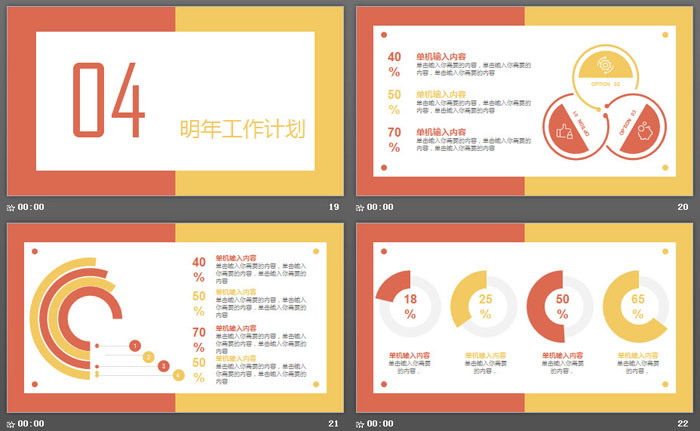 04
明年工作计划
00:00
19
40
%
单机输入内容
单击输入你需要的内容，单击输入你需要
的内容，单击输入你需要的内容
50
%
单机输入内容
单击输入你需要的内容，单击输入你需要
的内容，单击输入你需要的内容
70
%
单机输入内容
单击输入你需要的内容，单击输入你需要
的内容，单击输入你需要的内容
OPTION 02
OPTION 01
OPTION 03
00:00
20
40
%
单机输入内容
单击输入你需要的内容，单击输入你
需要的内容，单击输入你需要的内容
50
%
单机输入内容
单击输入你需要的内容，单击输入你
需要的内容，单击输入你需要的内容
70
%
单机输入内容
单击输入你需要的内容，单击输入你
需要的内容，单击输入你需要的内容
50
%
单机输入内容
单击输入你需要的内容，单击输入你
需要的内容，单击输入你需要的内容
1
2
3
4
00:00
21
18
%
25
%
50
%
65
%
单机输入内容
单击输入你需要
的内容，
单机输入内容
单击输入你需要
的内容，
单机输入内容
单击输入你需要
的内容，
单机输入内容
单击输入你需要
的内容，
00:00
22